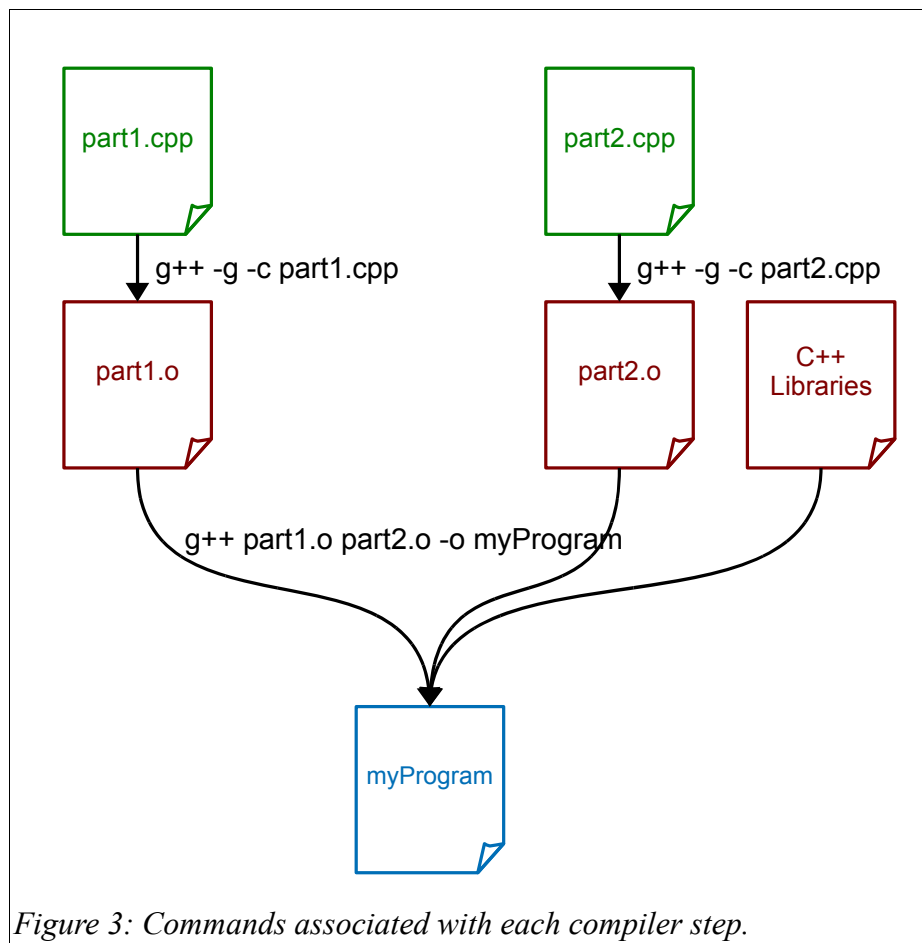 part1.cpp
part2.cpp
g++ -g -c part1.cpp
g++ -g -c part2.cpp
part1.o
part2.o
C++
Libraries
g++ part1.o part2.o -o myProgram
myProgram
Figure 3: Commands associated with each compiler step.